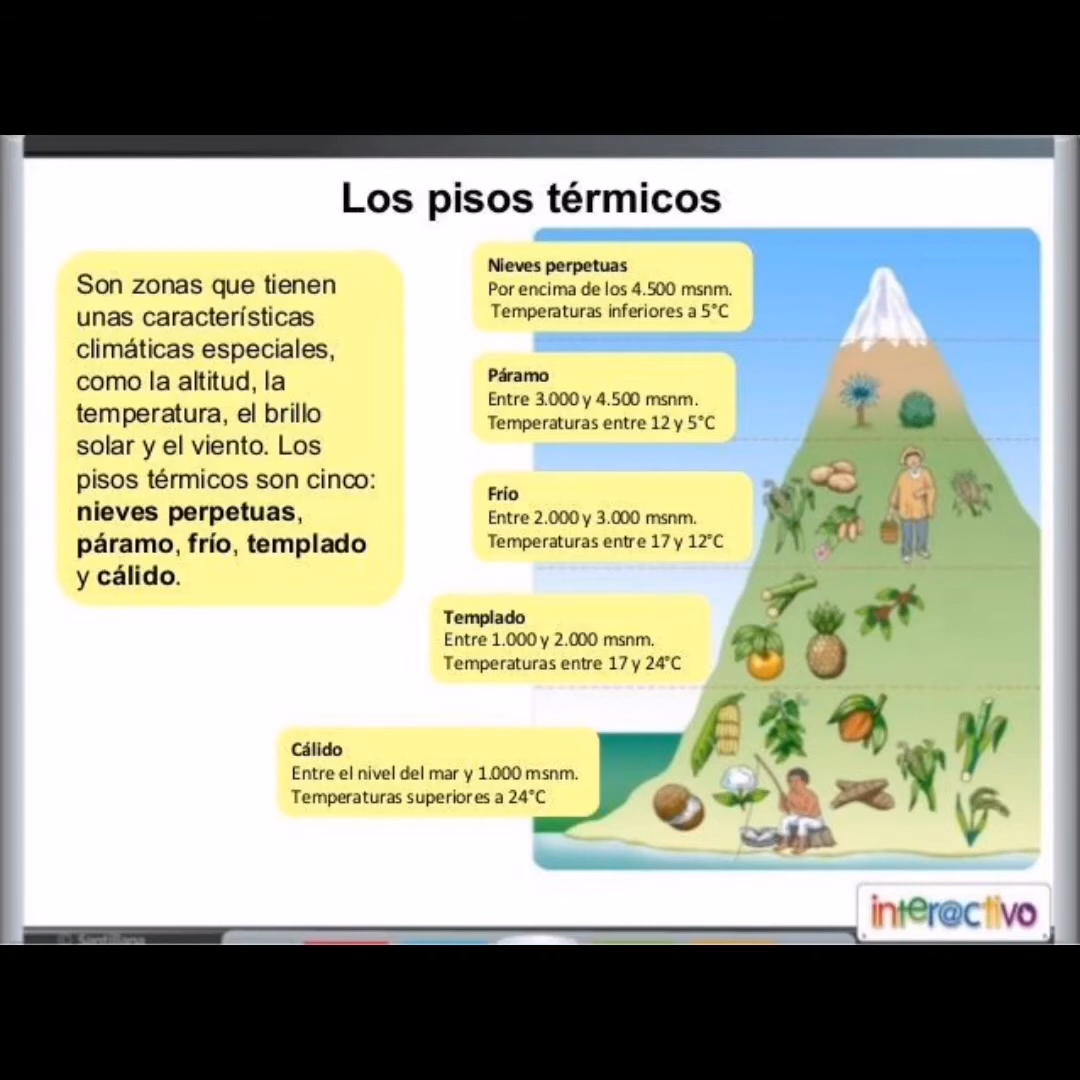 Los pisos térmicos
Son zonas que tienen
unas características
climáticas especiales,
como la altitud, la
temperatura, el brillo
solar y el viento. Los
pisos térmicos son cinco:
nieves perpetuas,
páramo, frío, templado
y cálido.
Nieves perpetuas
Por encima de los 4.500 msnm.
Temperaturas inferiores a 5°C
Páramo
Entre 3.000 y 4.500 msnm.
Temperaturas entre 12 y 5°C
Frío
Entre 2.000 y 3.000 msnm.
Temperaturas entre 17 y 12°C
Templado
Entre 1.000 y 2.000 msnm.
Temperaturas entre 17 y 24°C
Cálido
Entre el nivel del mar y 1.000 msnm.
Temperaturas superiores a 24°C
inter@ctivo